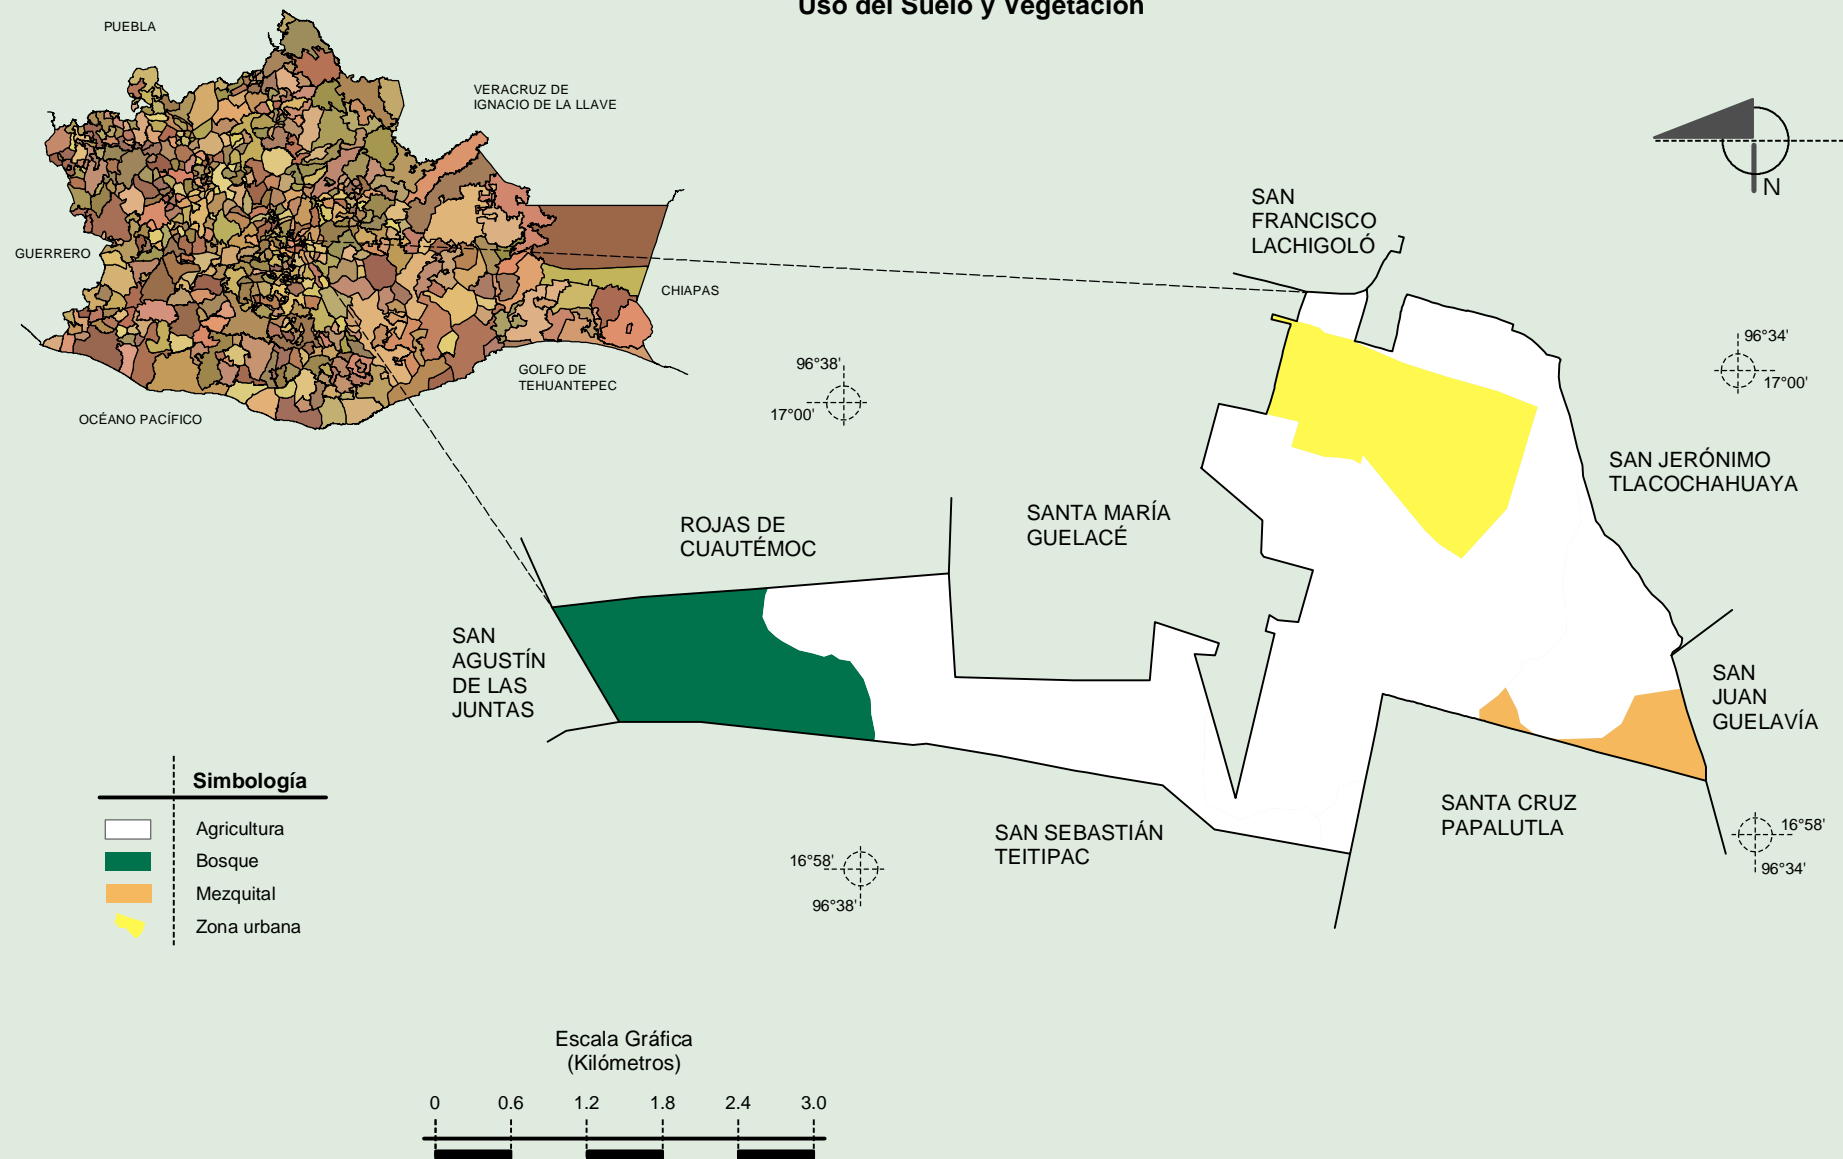 Uso del Suelo y Vegetación
PUEBLA
VERACRUZ DE
IGNACIO DE LA LLAVE
GUERRERO
CHIAPAS
GOLFO DE
TEHUANTEPEC
OCÉANO PACÍFICO
N
SAN
FRANCISCO
LACHIGOLÓ
96°38'
17°00'
96°34'
17°00'
SAN JERÓNIMO
TLACOCHAHUAYA
ROJAS DE
CUAUTÉMOC
SANTA MARÍA
GUELACÉ
SAN
AGUSTÍN
DE LAS
JUNTAS
SAN
JUAN
GUELAVÍA
SANTA CRUZ
PAPALUTLA
SAN SEBASTIÁN
TEITIPAC
16°58'
96°38'
16°58'
96°34'
Simbología
Agricultura
Bosque
Mezquital
Zona urbana
Escala Gráfica
(Kilómetros)
0 0.6 1.2 1.8 2.4 3.0